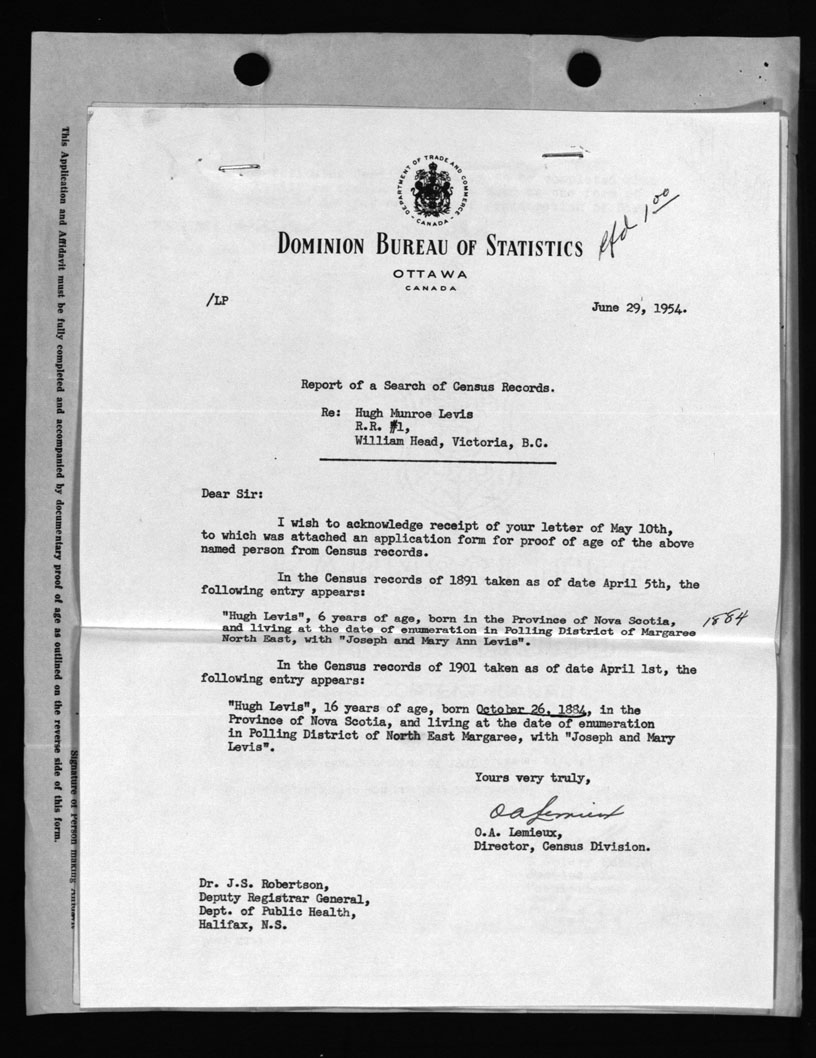 DEPARTMENT OF TRADE AND COMMERCE
CANADA
DOMINION BUREAU OF STATISTICS
OTTAWA
CANADA
1.00
/LP
June 29, 1954.
Report of a Search of Census Records.
Re: Hugh Munroe Levis
R.R. #1,
William Head, Victoria, B.C.
Dear Sir:
I wish to acknowledge receipt of your letter of May 10th,
to which was attached an application form for proof of age of the above
named person from Census records.
In the Census records of 1891 taken as of date April 5th, the
following entry appears:
"Hugh Levis", 6 years of age, born in the Province of Nova Scotia, 1884
and living at the date of enumeration in Polling District of Margaree
North East, with "Joseph and Mary Ann Levis".
In the Census records of 1901 taken as of date April 1st, the
following entry appears:
"Hugh Levis", 16 years of age, born October 26, 1884, in the
Province of Nova Scotia, and living at the date of enumeration
in Polling District of North East Margaree, with "Joseph and Mary
Levis".
Yours very truly,
O A Lemieux
O.A. Lemieux,
Director, Census Division.
Dr. J.S. Robertson,
Deputy Registrar General,
Dept. of Public Health,
Halifax, N.S.
This Application and Affidavit must be fully completed and accompanied by documentary proof of age as outlined on the reverse side of this form.
Signature of Person making